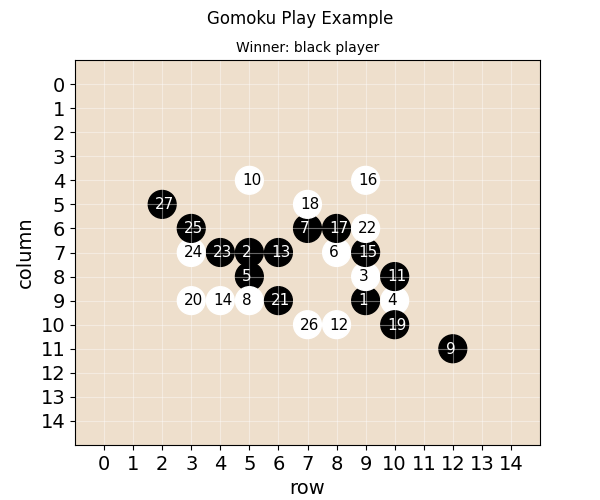 Gomoku Play Example
Winner: black player
0
1
2
3
4 10 16
5 27 18
6 25 7 17 22
7 24 23 2 13 6 15
8 5 3 11
9 20 14 8 21 1 4
10 26 12 19
11 9
12
13
14
column
0 1 2 3 4 5 6 7 8 9 10 11 12 13 14
row